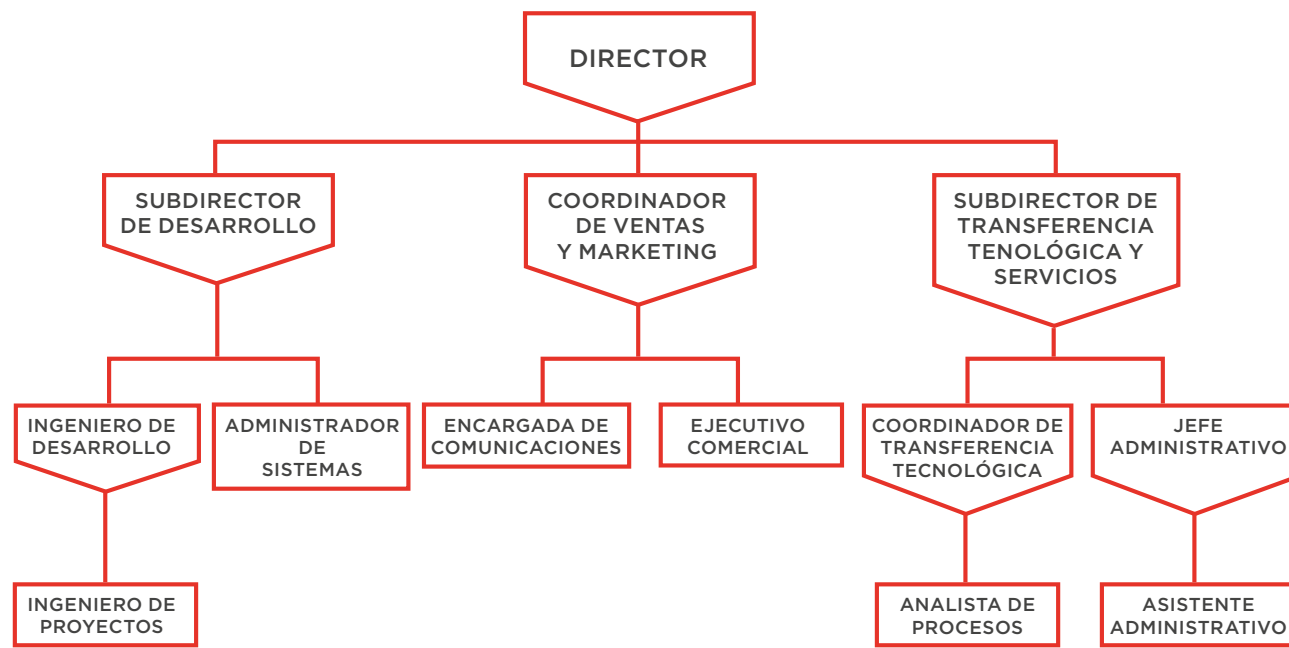 DIRECTOR
SUBDIRECTOR
DE DESARROLLO
COORDINADOR
DE VENTAS
Y MARKETING
SUBDIRECTOR DE
TRANSFERENCIA
TENOLÓGICA Y
SERVICIOS
INGENIERO DE
DESARROLLO
ADMINISTRADOR
DE
SISTEMAS
ENCARGADA DE
COMUNICACIONES
EJECUTIVO
COMERCIAL
COORDINADOR DE
TRANSFERENCIA
TECNOLÓGICA
JEFE
ADMINISTRATIVO
INGENIERO DE
PROYECTOS
ANALISTA DE
PROCESOS
ASISTENTE
ADMINISTRATIVO